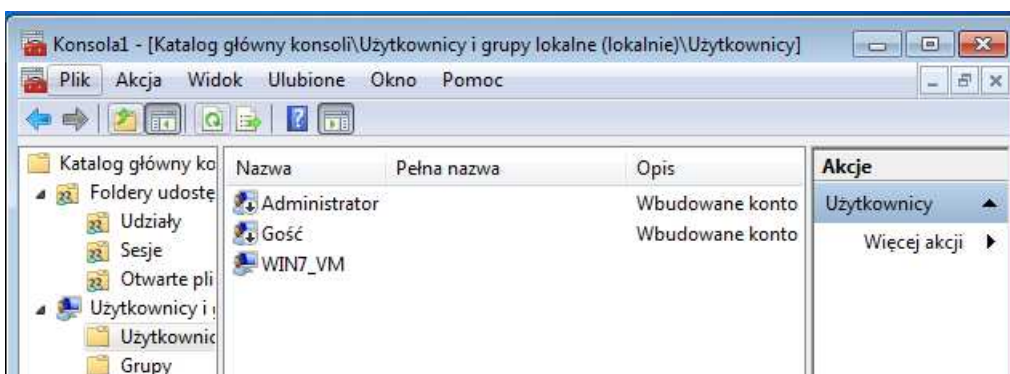 Konsola1 - [Katalog główny konsoli\Użytkownicy i grupy lokalne (lokalnie)\Użytkownicy]
Plik Akcja Widok Ulubione Okno Pomoc
Katalog główny ko
Foldery udostę
Udziały
Sesje
Otwarte pli
Użytkownicy i
Użytkownic
Grupy
Nazwa Pełna nazwa Opis
Administrator Wbudowane konto
Gość Wbudowane konto
WIN7_VM
Akcje
Użytkownicy
Więcej akcji